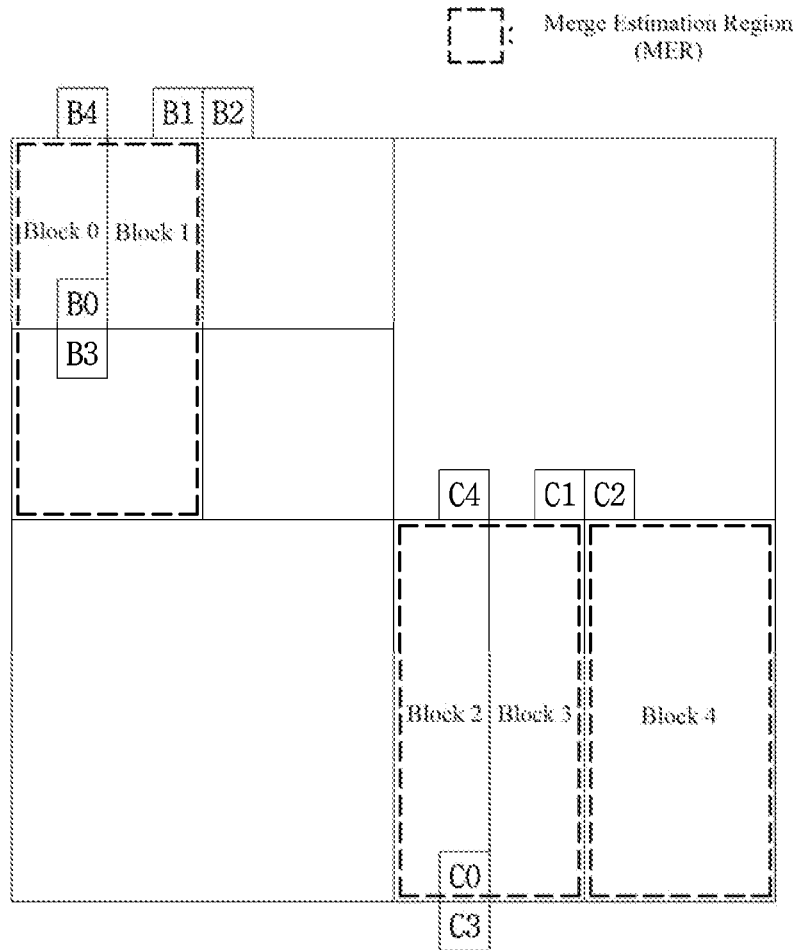 Merge Estimation Region
(MER)
B4 B1 B2
Block 0 Block 1
B0
B3
C4 C1 C2
Block 2 Block 3 Block 4
C0
C3